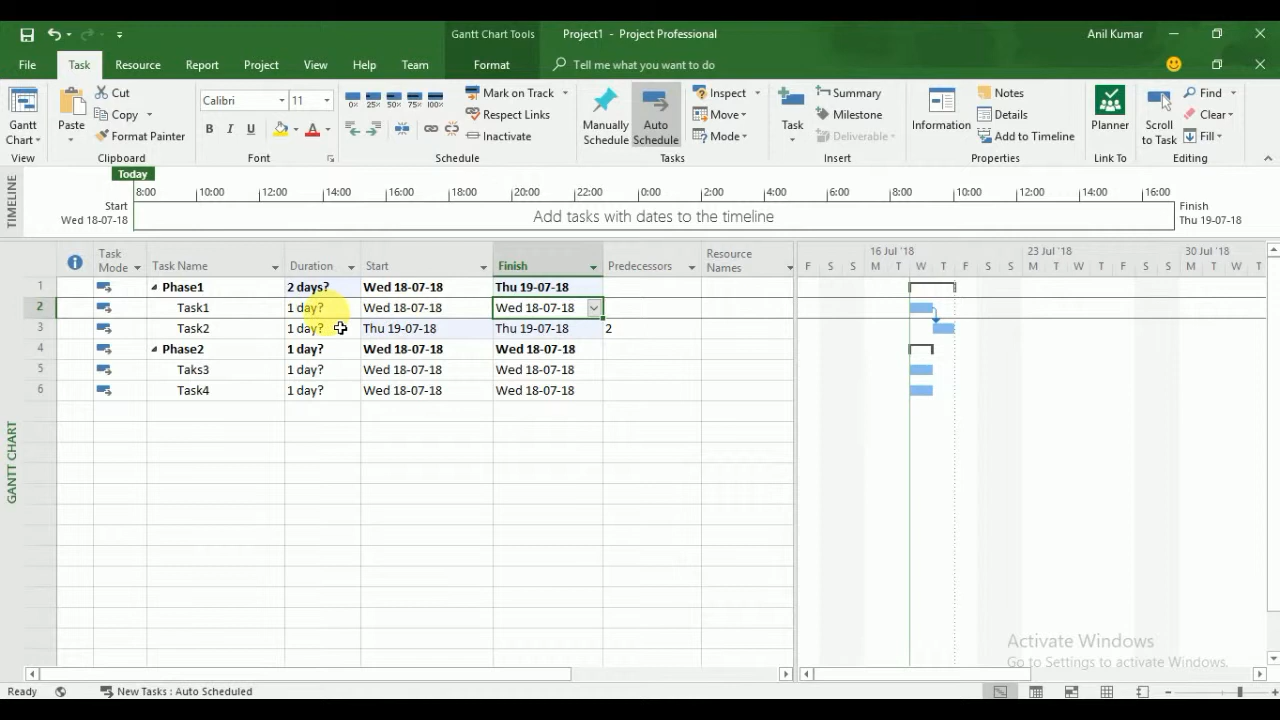 Gantt Chart Tools
Project1 - Project Professional
Anil Kumar
File
Task
Resource
Report
Project
View
Help
Team
Format
Tell me what you want to do
Gantt Chart
View
Paste
Cut
Copy
Format Painter
Clipboard
Calibri
11
B I U
A
Font
0% 25% 50% 75% 100%
Mark on Track
Respect Links
Inactivate
Schedule
Manually Schedule
Auto Schedule
Inspect
Move
Mode
Tasks
Task
Summary
Milestone
Deliverable
Insert
Information
Notes
Details
Add to Timeline
Properties
Planner
Link To
Scroll to Task
Find
Clear
Fill
Editing
TIMELINE
Today
8:00 10:00 12:00 14:00 16:00 18:00 20:00 22:00 0:00 2:00 4:00 6:00 8:00 10:00 12:00 14:00 16:00
Start
Wed 18-07-18
Add tasks with dates to the timeline
Finish
Thu 19-07-18
GANTT CHART
Task Mode Task Name Duration Start Finish Predecessors Resource Names
16 Jul '18 23 Jul '18 30 Jul '18
F S S M T W T F S S M T W T F S S M T
1 Phase1 2 days? Wed 18-07-18 Thu 19-07-18
2 Task1 1 day? Wed 18-07-18 Wed 18-07-18
3 Task2 1 day? Thu 19-07-18 Thu 19-07-18 2
4 Phase2 1 day? Wed 18-07-18 Wed 18-07-18
5 Taks3 1 day? Wed 18-07-18 Wed 18-07-18
6 Task4 1 day? Wed 18-07-18 Wed 18-07-18
Activate Windows
Go to Settings to activate Windows.
Ready
New Tasks : Auto Scheduled